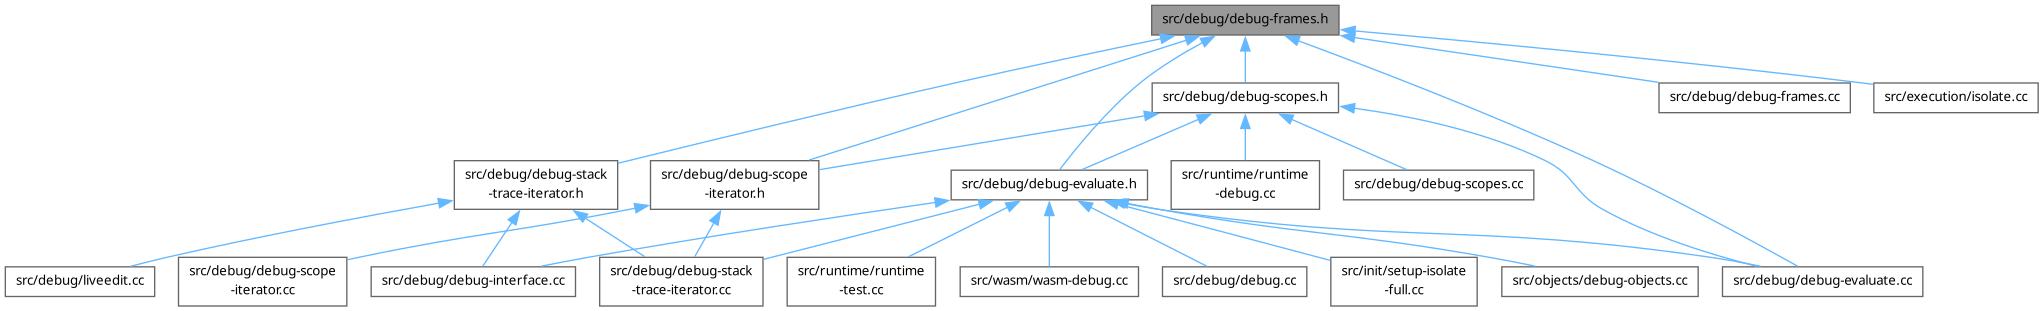 src/debug/debug-frames.h
src/debug/debug-scopes.h
src/debug/debug-frames.cc
src/execution/isolate.cc
src/debug/debug-stack
-trace-iterator.h
src/debug/debug-scope
-iterator.h
src/debug/debug-evaluate.h
src/runtime/runtime
-debug.cc
src/debug/debug-scopes.cc
src/debug/liveedit.cc
src/debug/debug-scope
-iterator.cc
src/debug/debug-interface.cc
src/debug/debug-stack
-trace-iterator.cc
src/runtime/runtime
-test.cc
src/wasm/wasm-debug.cc
src/debug/debug.cc
src/init/setup-isolate
-full.cc
src/objects/debug-objects.cc
src/debug/debug-evaluate.cc